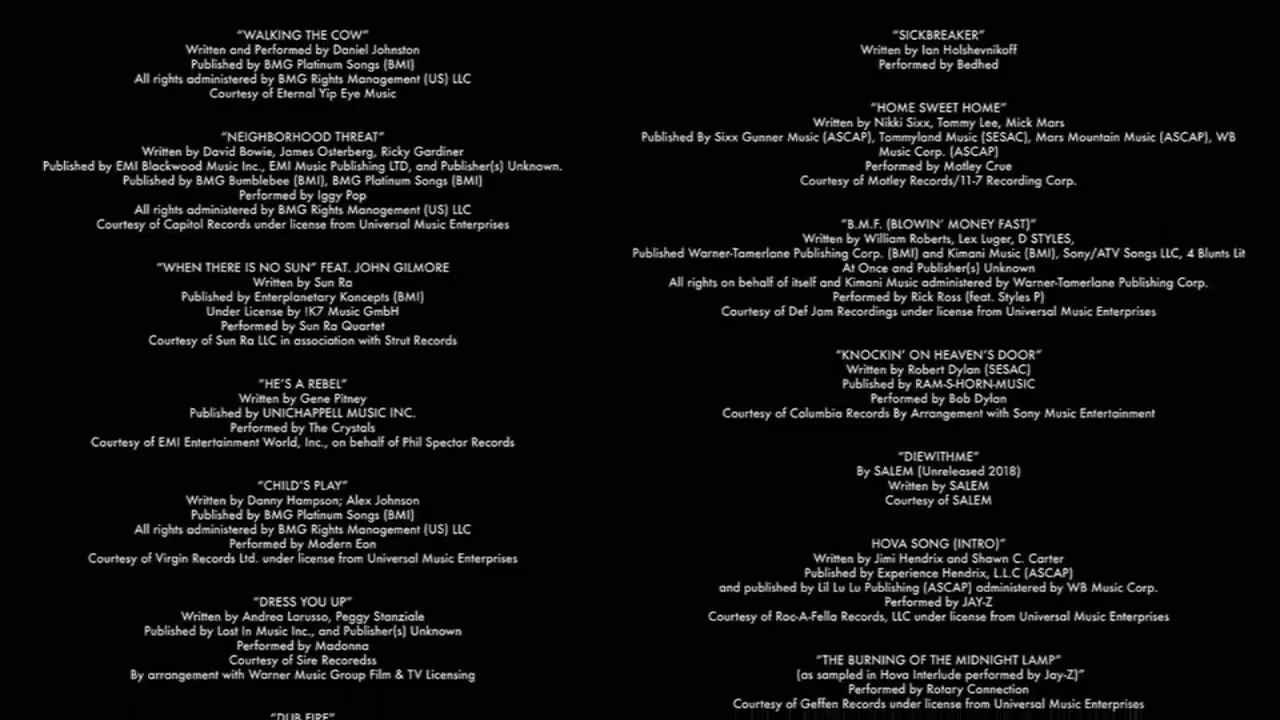 “WALKING THE COW”
Written and Performed by Daniel Johnston
Published by BMG Platinum Songs (BMI)
All rights administered by BMG Rights Management (US) LLC
Courtesy of Eternal Yip Eye Music
“NEIGHBORHOOD THREAT”
Written by David Bowie, James Osterberg, Ricky Gardiner
Published by EMI Blackwood Music Inc., EMI Music Publishing LTD, and Publisher(s) Unknown.
Published by BMG Bumblebee (BMI), BMG Platinum Songs (BMI)
Performed by Iggy Pop
All rights administered by BMG Rights Management (US) LLC
Courtesy of Capitol Records under license from Universal Music Enterprises
“WHEN THERE IS NO SUN” FEAT. JOHN GILMORE
Written by Sun Ra
Published by Enterplanetary Koncepts (BMI)
Under License by !K7 Music GmbH
Performed by Sun Ra Quartet
Courtesy of Sun Ra LLC in association with Strut Records
“HE’S A REBEL”
Written by Gene Pitney
Published by UNICHAPPELL MUSIC INC.
Performed by The Crystals
Courtesy of EMI Entertainment World, Inc., on behalf of Phil Spector Records
“CHILD’S PLAY”
Written by Danny Hampson; Alex Johnson
Published by BMG Platinum Songs (BMI)
All rights administered by BMG Rights Management (US) LLC
Performed by Modern Eon
Courtesy of Virgin Records Ltd. under license from Universal Music Enterprises
“DRESS YOU UP”
Written by Andrea Larusso, Peggy Stanziale
Published by Lost In Music Inc., and Publisher(s) Unknown
Performed by Madonna
Courtesy of Sire Recoredss
By arrangement with Warner Music Group Film & TV Licensing
“DUB FIRE”
“SICKBREAKER”
Written by Ian Holshevnikoff
Performed by Bedhed
“HOME SWEET HOME”
Written by Nikki Sixx, Tommy Lee, Mick Mars
Published By Sixx Gunner Music (ASCAP), Tommyland Music (SESAC), Mars Mountain Music (ASCAP), WB
Music Corp. (ASCAP)
Performed by Motley Crue
Courtesy of Motley Records/11-7 Recording Corp.
“B.M.F. (BLOWIN’ MONEY FAST)”
Written by William Roberts, Lex Luger, D STYLES,
Published Warner-Tamerlane Publishing Corp. (BMI) and Kimani Music (BMI), Sony/ATV Songs LLC, 4 Blunts Lit
At Once and Publisher(s) Unknown
All rights on behalf of itself and Kimani Music administered by Warner-Tamerlane Publishing Corp.
Performed by Rick Ross (feat. Styles P)
Courtesy of Def Jam Recordings under license from Universal Music Enterprises
“KNOCKIN’ ON HEAVEN’S DOOR”
Written by Robert Dylan (SESAC)
Published by RAM-S-HORN-MUSIC
Performed by Bob Dylan
Courtesy of Columbia Records By Arrangement with Sony Music Entertainment
“DIEWITHME”
By SALEM (Unreleased 2018)
Written by SALEM
Courtesy of SALEM
HOVA SONG (INTRO)”
Written by Jimi Hendrix and Shawn C. Carter
Published by Experience Hendrix, L.L.C (ASCAP)
and published by Lil Lu Lu Publishing (ASCAP) administered by WB Music Corp.
Performed by JAY-Z
Courtesy of Roc-A-Fella Records, LLC under license from Universal Music Enterprises
“THE BURNING OF THE MIDNIGHT LAMP”
(as sampled in Hova Interlude performed by Jay-Z)”
Performed by Rotary Connection
Courtesy of Geffen Records under license from Universal Music Enterprises